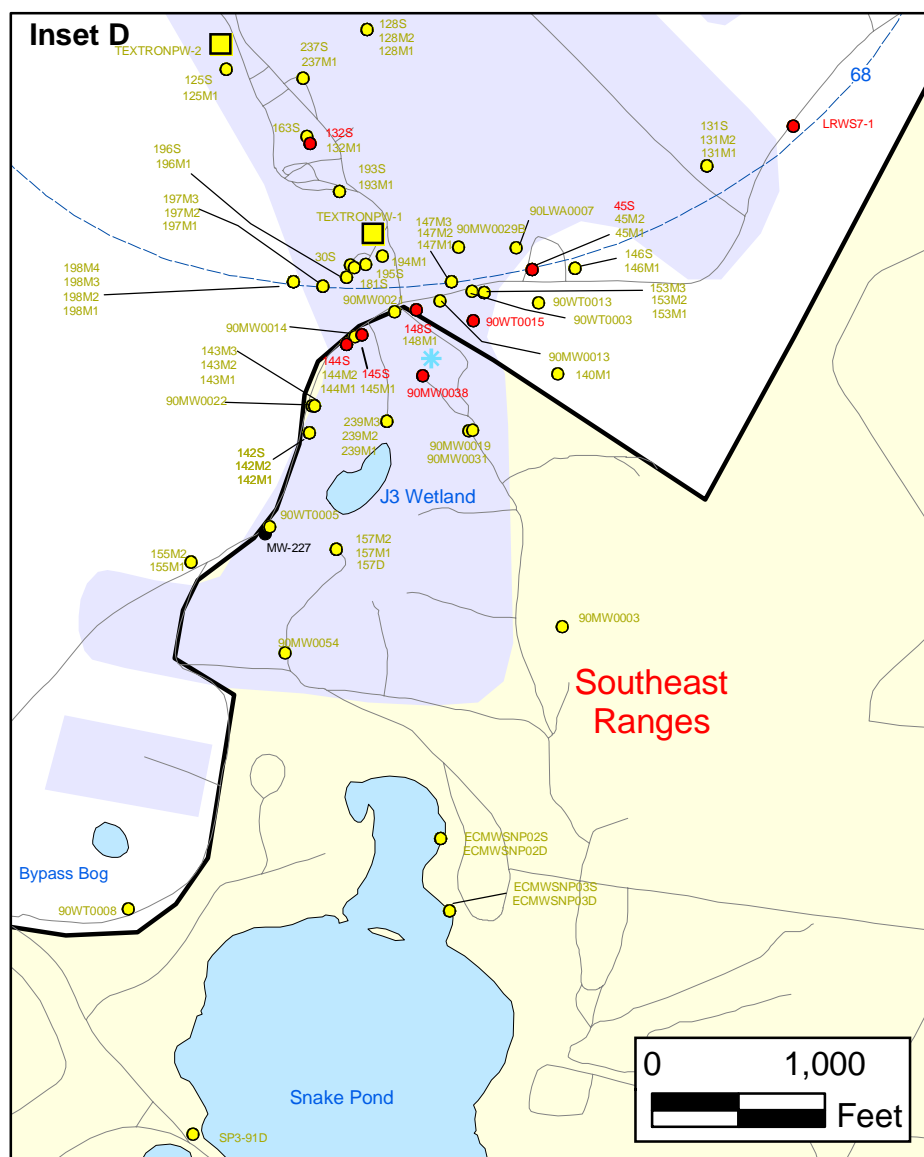 Inset D
TEXTRONPW-2
125S
125M1
237S
237M1
128S
128M2
128M1
68
LRWS7-1
131S
131M2
131M1
163S
132S
132M1
196S
196M1
193S
193M1
197M3
197M2
197M1
TEXTRONPW-1
147M3
147M2
147M1
90MW0029B
90LWA0007
45S
45M2
45M1
146S
146M1
30S
194M1
195S
181S
198M4
198M3
198M2
198M1
153M3
153M2
153M1
90WT0013
90WT0003
90MW0021
90MW0014
148S
148M1
90WT0015
90MW0013
140M1
143M3
143M2
143M1
144S
144M2
144M1
145S
145M1
90MW0038
90MW0022
239M3
239M2
239M1
90MW0019
90MW0031
142S
142M2
142M1
J3 Wetland
90WT0005
MW-227
155M2
155M1
157M2
157M1
157D
90MW0003
90MW0054
Southeast
Ranges
ECMWSNP02S
ECMWSNP02D
Bypass Bog
ECMWSNP03S
ECMWSNP03D
90WT0008
Snake Pond
SP3-91D
0 1,000
Feet